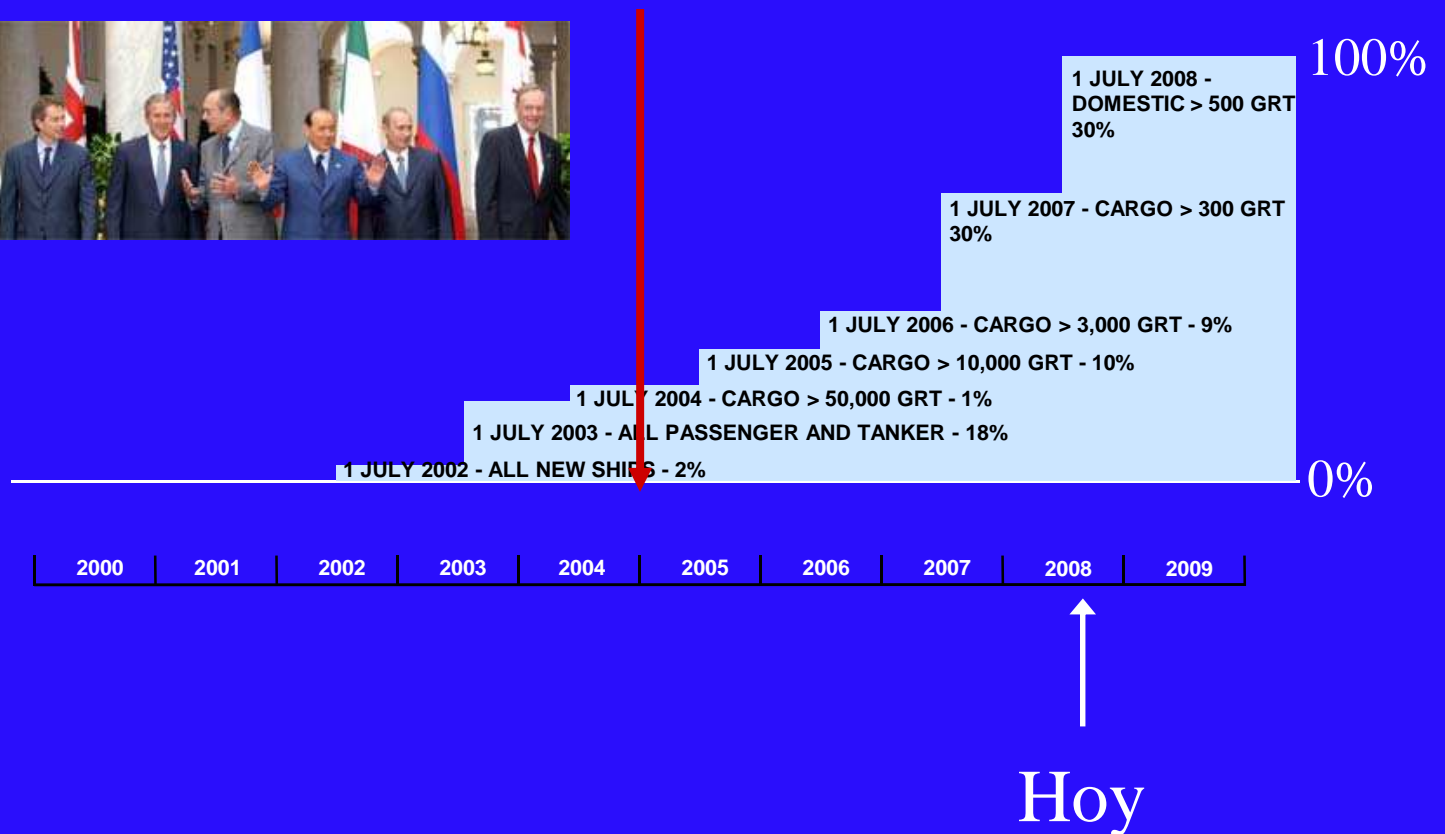 100%
1 JULY 2008 -
DOMESTIC > 500 GRT
30%
1 JULY 2007 - CARGO > 300 GRT
30%
1 JULY 2006 - CARGO > 3,000 GRT - 9%
1 JULY 2005 - CARGO > 10,000 GRT - 10%
1 JULY 2004 - CARGO > 50,000 GRT - 1%
1 JULY 2003 - ALL PASSENGER AND TANKER - 18%
1 JULY 2002 - ALL NEW SHIPS - 2%
0%
2000 2001 2002 2003 2004 2005 2006 2007 2008 2009
Hoy